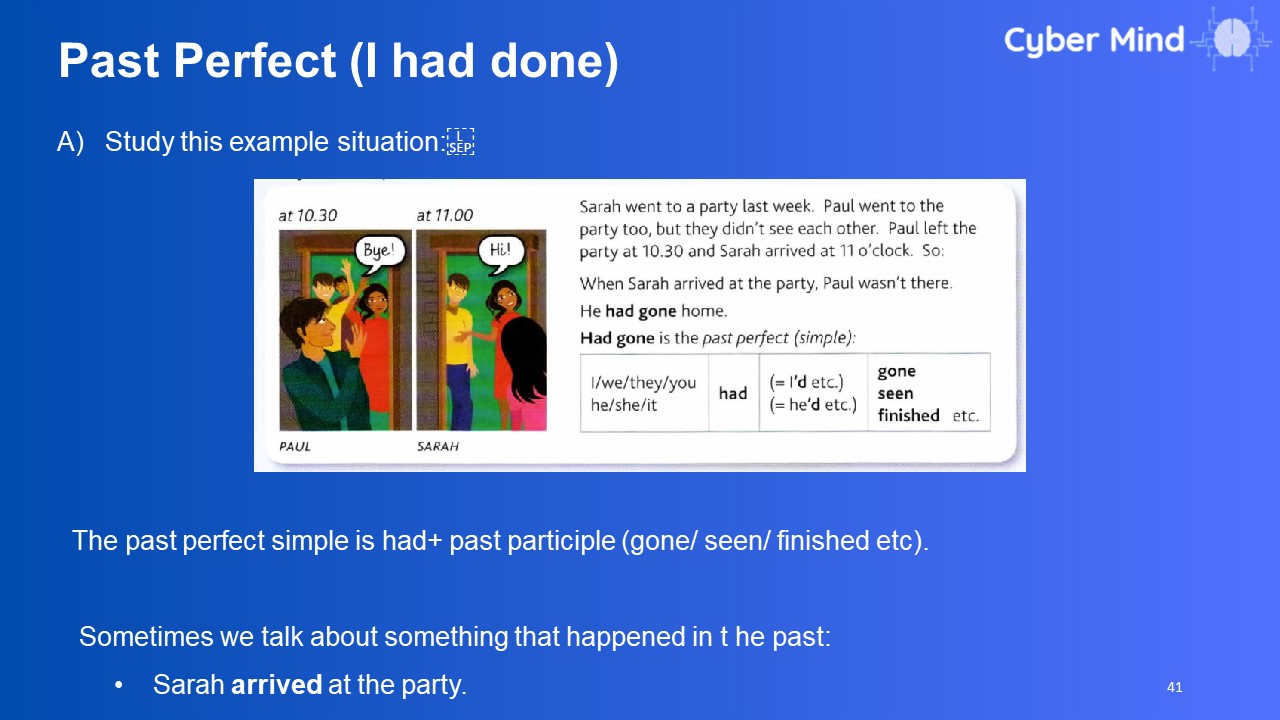 Past Perfect (I had done)
Cyber Mind
A) Study this example situation:
L
SEP
at 10.30
at 11.00
Bye!
Hi!
PAUL
SARAH
Sarah went to a party last week. Paul went to the
party too, but they didn't see each other. Paul left the
party at 10.30 and Sarah arrived at 11 o'clock. So:
When Sarah arrived at the party, Paul wasn't there.
He had gone home.
Had gone is the past perfect (simple):
I/we/they/you
he/she/it
had
(= I'd etc.)
(= he'd etc.)
gone
seen
finished etc.
The past perfect simple is had+ past participle (gone/ seen/ finished etc).
Sometimes we talk about something that happened in t he past:
• Sarah arrived at the party.
41